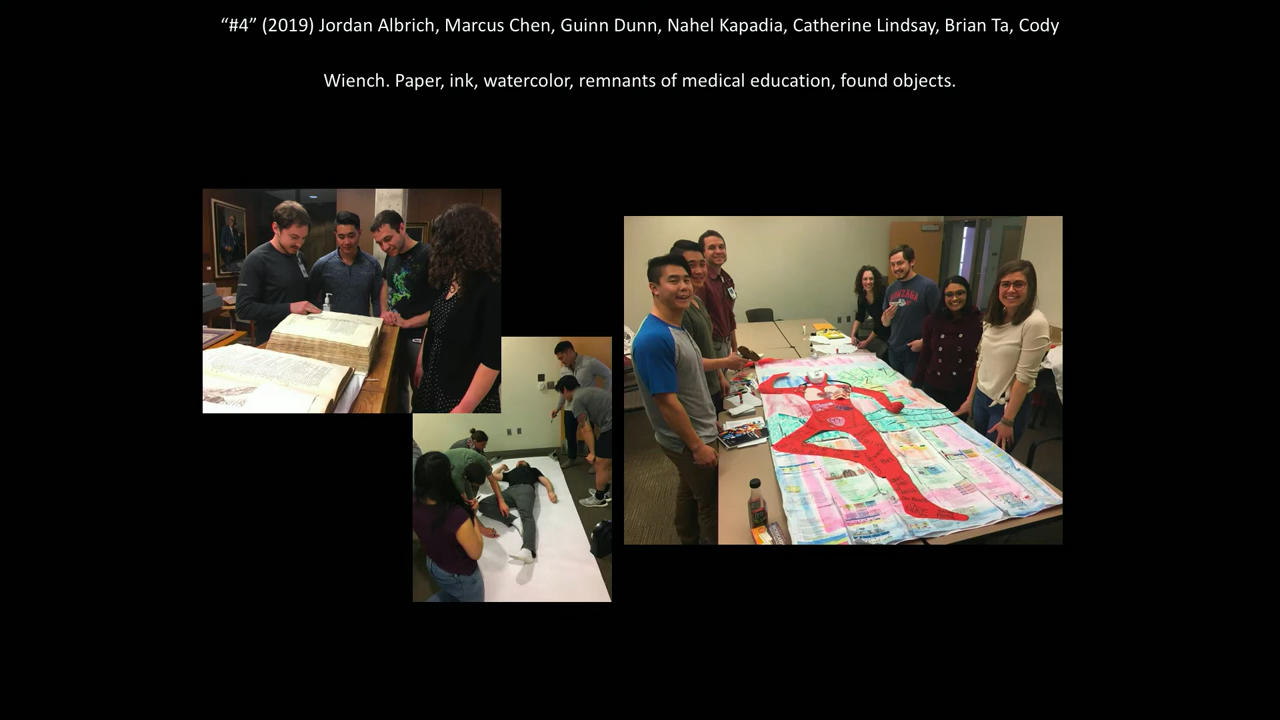 “#4” (2019) Jordan Albrich, Marcus Chen, Guinn Dunn, Nahel Kapadia, Catherine Lindsay, Brian Ta, Cody
Wiench. Paper, ink, watercolor, remnants of medical education, found objects.
GONZAGA